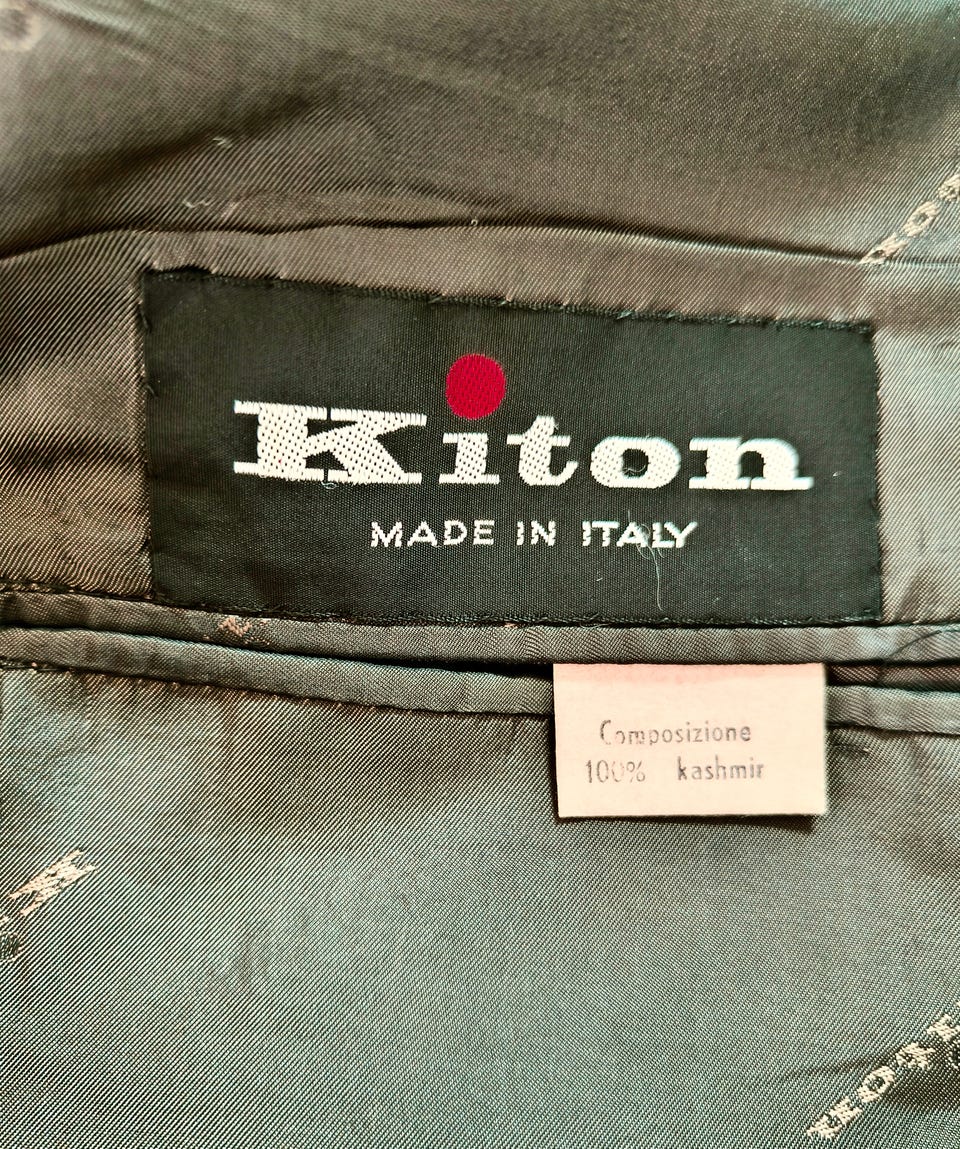 Kiton
MADE IN ITALY
Composizione
100% kashmir